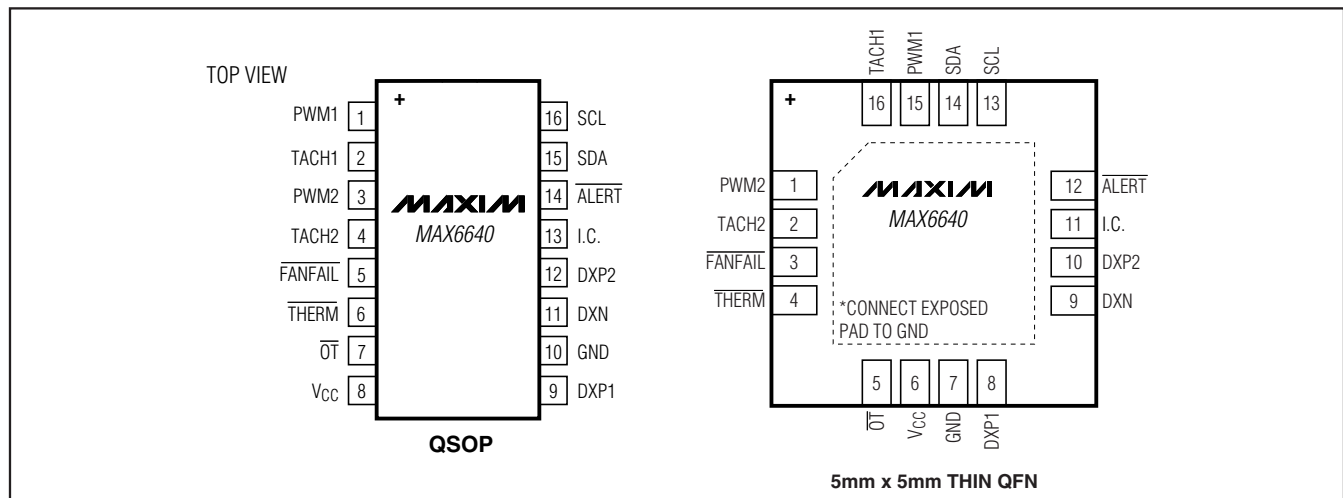 TOP VIEW
+
PWM1 1
TACH1 2
PWM2 3
TACH2 4
FANFAIL 5
THERM 6
OT 7
VCC 8
16 SCL
15 SDA
14 ALERT
13 I.C.
12 DXP2
11 DXN
10 GND
9 DXP1
MAXIM
MAX6640
QSOP
TACH1 PWM1 SDA SCL
+
16 15 14 13
PWM2 1
TACH2 2
FANFAIL 3
THERM 4
12 ALERT
11 I.C.
10 DXP2
9 DXN
MAXIM
MAX6640
*CONNECT EXPOSED
PAD TO GND
5 6 7 8
OT VCC GND DXP1
5mm x 5mm THIN QFN